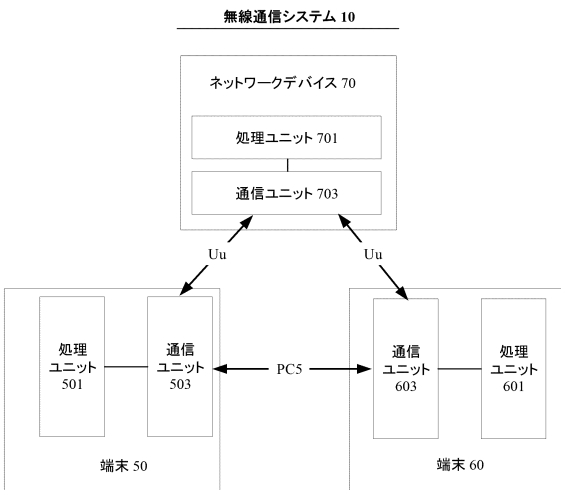 無線通信システム 10
ネットワークデバイス 70
処理ユニット 701
通信ユニット 703
Uu
Uu
処理
ユニット
501
通信
ユニット
503
PC5
通信
ユニット
603
処理
ユニット
601
端末 50
端末 60